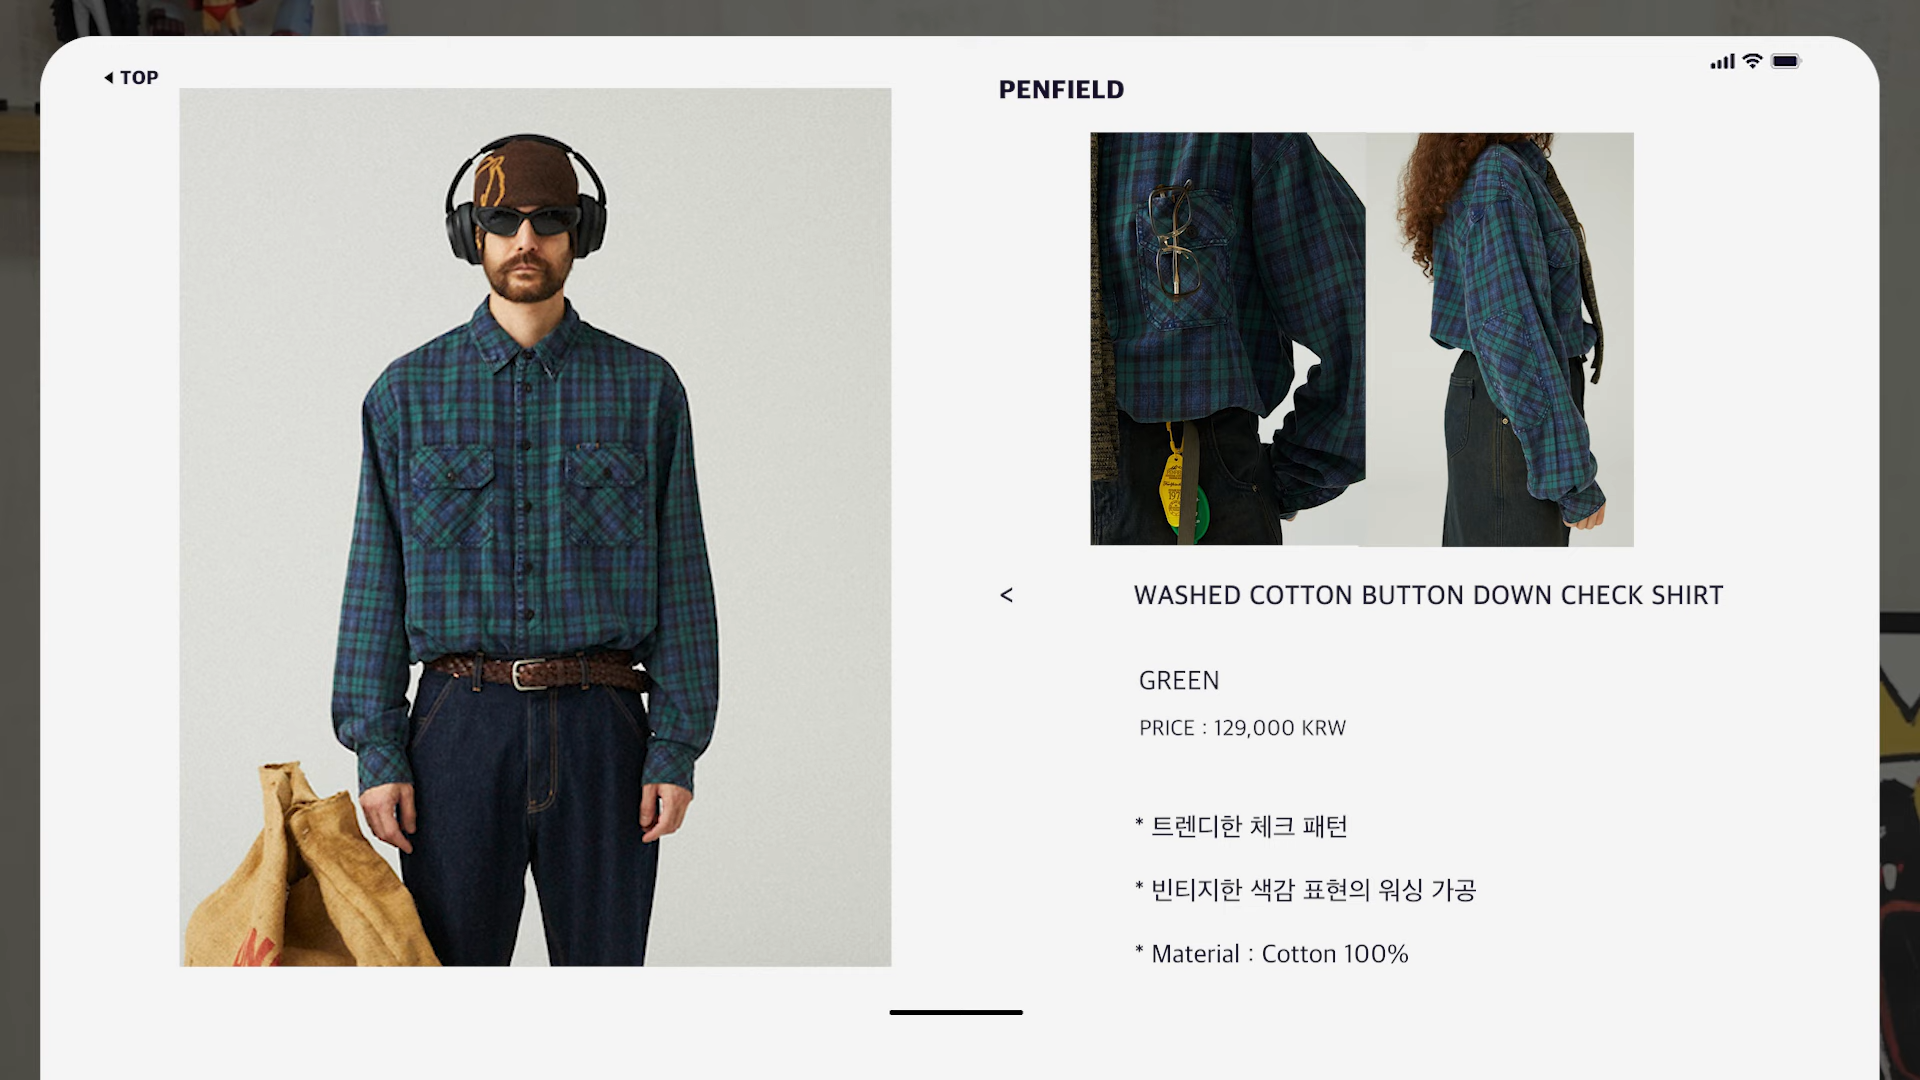 TOP
PENFIELD
< WASHED COTTON BUTTON DOWN CHECK SHIRT
GREEN
PRICE : 129,000 KRW
* 트렌디한 체크 패턴
* 빈티지한 색감 표현의 워싱 가공
* Material : Cotton 100%